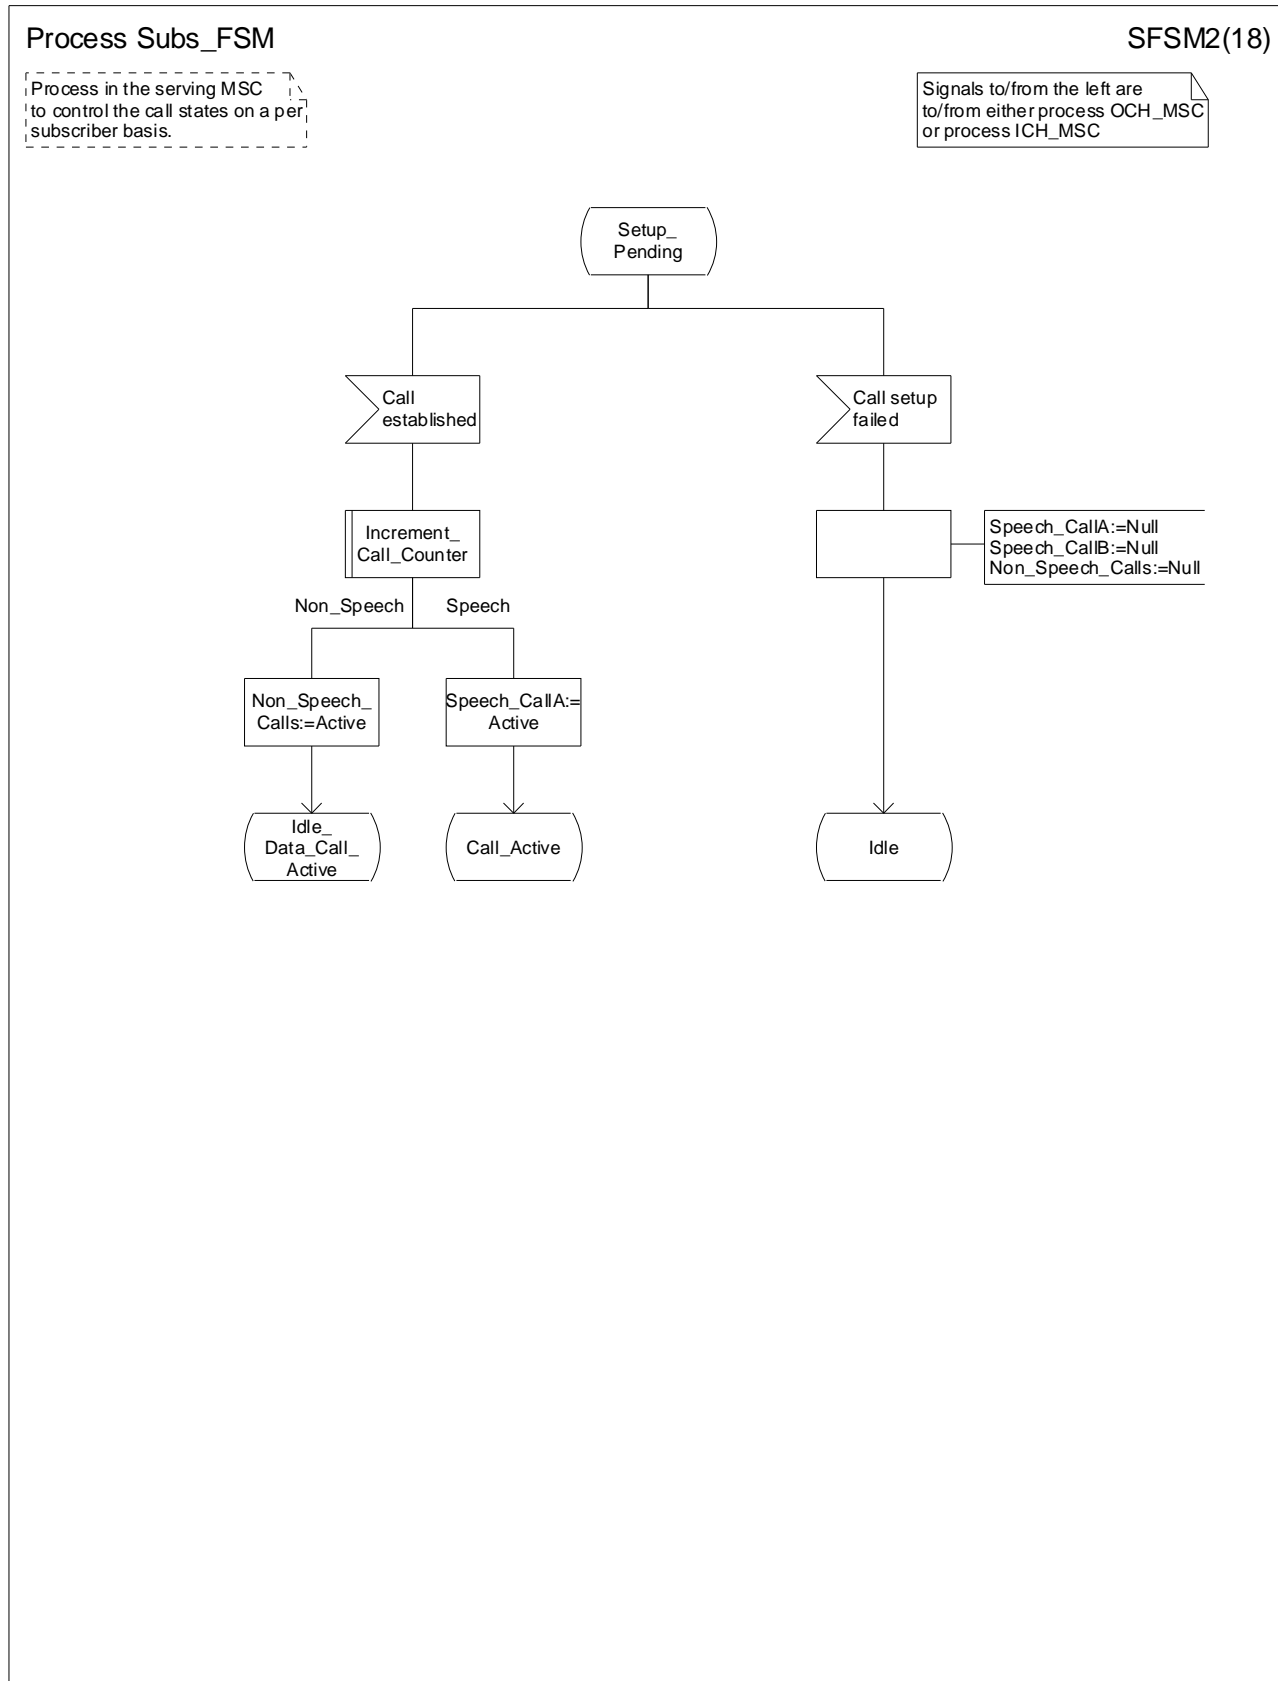 Process Subs_FSM
SFSM2(18)
Process in the serving MSC
to control the call states on a per
subscriber basis.
Signals to/from the left are
to/from either process OCH_MSC
or process ICH_MSC
Setup_
Pending
Call
established
Call setup
failed
Increment_
Call_Counter
Speech_CallA:=Null
Speech_CallB:=Null
Non_Speech_Calls:=Null
Non_Speech
Speech
Non_Speech_
Calls:=Active
Speech_CallA:=
Active
Idle_
Data_Call_
Active
Call_Active
Idle